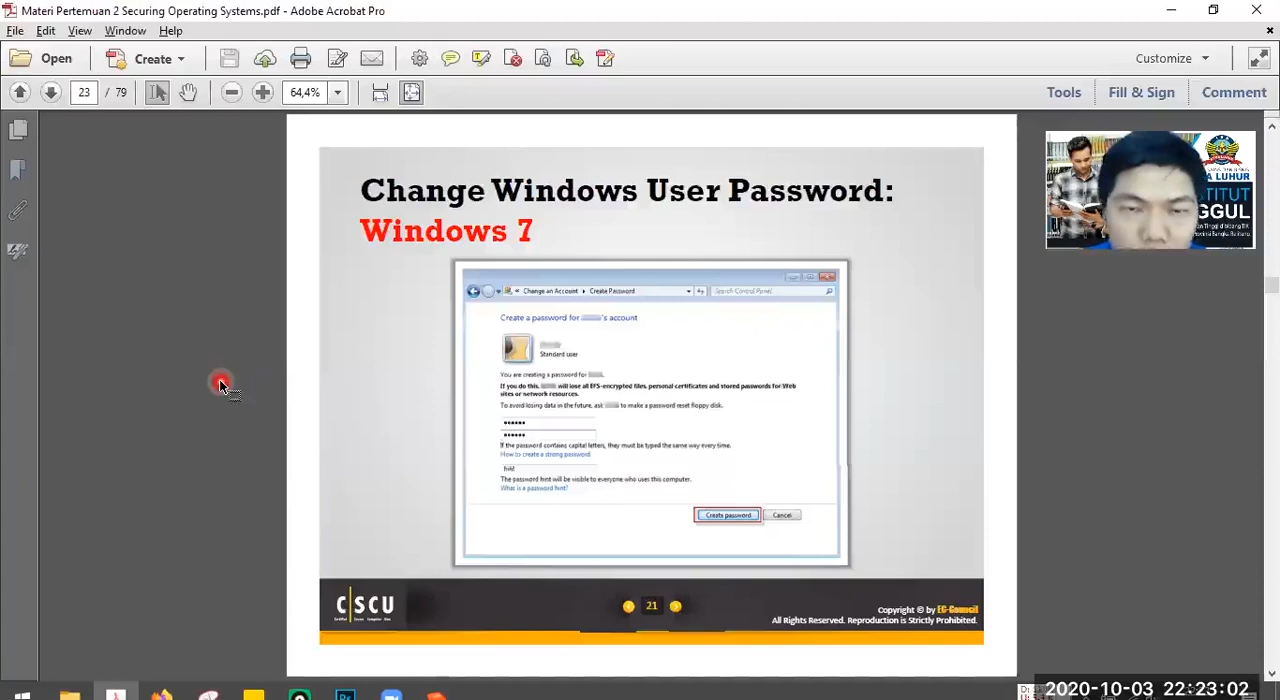 Materi Pertemuan 2 Securing Operating Systems.pdf - Adobe Acrobat Pro
File Edit View Window Help
Open Create Customize
23 / 79 64,4% Tools Fill & Sign Comment
A LUHUR
TITUT
GGUL
Change Windows User Password:
Windows 7
« Change an Account Create Password Search Control Panel
Create a password for 's account
Standard user
You are creating a password for
If you do this, will lose all EFS-encrypted files, personal certificates and stored passwords for Web
sites or network resources.
To avoid losing data in the future, ask to make a password reset floppy disk.
If the password contains capital letters, they must be typed the same way every time.
How to create a strong password
hint
The password hint will be visible to everyone who uses this computer.
What is a password hint?
Create password Cancel
CISCU
21
Copyright © by EC-Council
All Rights Reserved. Reproduction is Strictly Prohibited.
2020-10-03 22:23:02